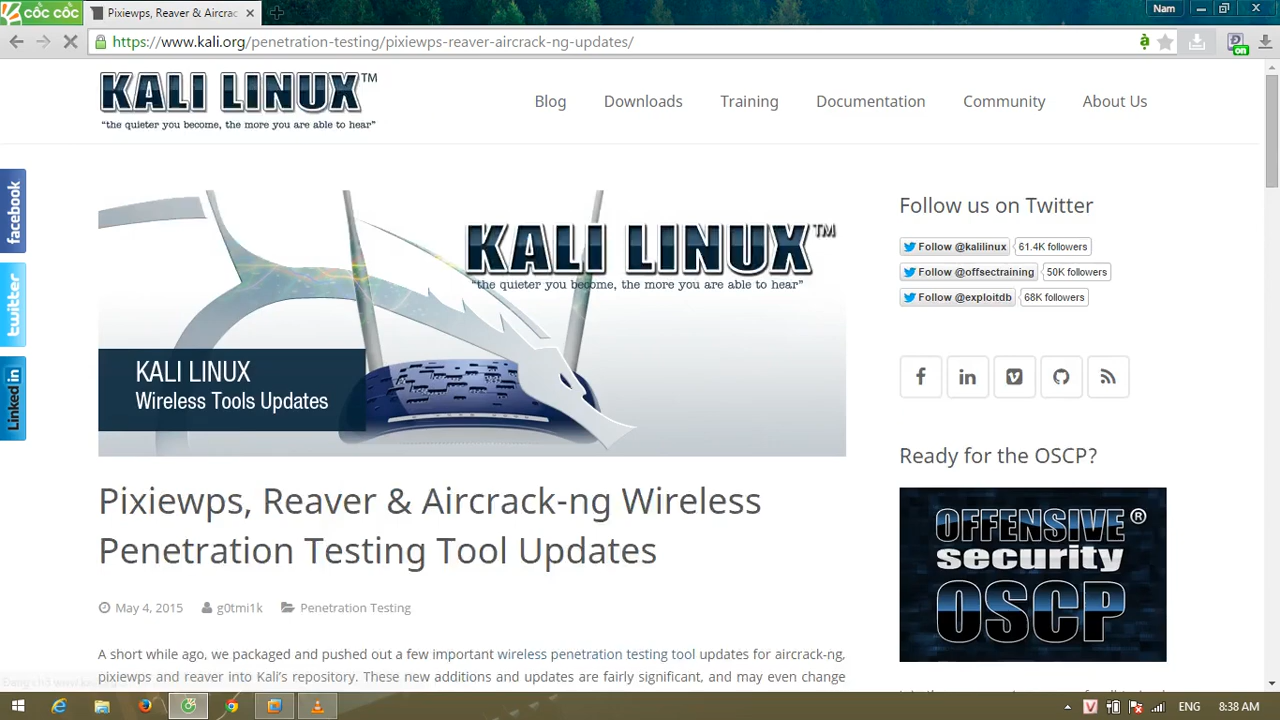 cốc cốc
Pixiewps, Reaver & Aircrac
Nam
https://www.kali.org/penetration-testing/pixiewps-reaver-aircrack-ng-updates/
on
KALI LINUX™
"the quieter you become, the more you are able to hear"
Blog
Downloads
Training
Documentation
Community
About Us
facebook
twitter
Linked in
KALI LINUX™
"the quieter you become, the more you are able to hear"
KALI LINUX
Wireless Tools Updates
Follow us on Twitter
Follow @kalilinux 61.4K followers
Follow @offsectraining 50K followers
Follow @exploitdb 68K followers
Ready for the OSCP?
OFFENSIVE®
security
OSCP
Pixiewps, Reaver & Aircrack-ng Wireless
Penetration Testing Tool Updates
May 4, 2015 g0tmi1k Penetration Testing
A short while ago, we packaged and pushed out a few important wireless penetration testing tool updates for aircrack-ng,
pixiewps and reaver into Kali's repository. These new additions and updates are fairly significant, and may even change
ENG 8:38 AM